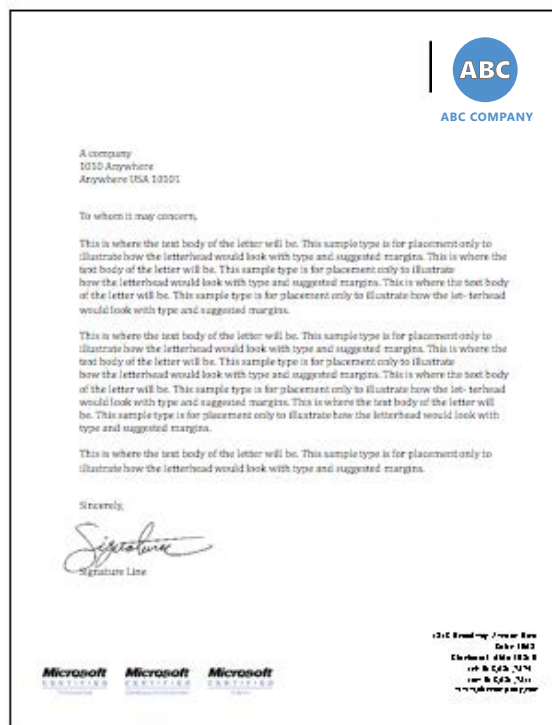 ABC
ABC COMPANY
A company
1010 Anywhere
Anywhere USA 10101
To whom it may concern,
This is where the text body of the letter will be. This sample type is for placement only to
illustrate how the letterhead would look with type and suggested margins. This is where the
text body of the letter will be. This sample type is for placement only to illustrate
how the letterhead would look with type and suggested margins. This is where the text body
of the letter will be. This sample type is for placement only to illustrate how the let- terhead
would look with type and suggested margins.
This is where the text body of the letter will be. This sample type is for placement only to
illustrate how the letterhead would look with type and suggested margins. This is where the
text body of the letter will be. This sample type is for placement only to illustrate
how the letterhead would look with type and suggested margins. This is where the text body
of the letter will be. This sample type is for placement only to illustrate how the let- terhead
would look with type and suggested margins. This is where the text body of the letter will
be. This sample type is for placement only to illustrate how the letterhead would look with
type and suggested margins.
This is where the text body of the letter will be. This sample type is for placement only to
illustrate how the letterhead would look with type and suggested margins.
Sincerely,
Signature
Signature Line
Microsoft Microsoft Microsoft
CERTIFIED CERTIFIED CERTIFIED